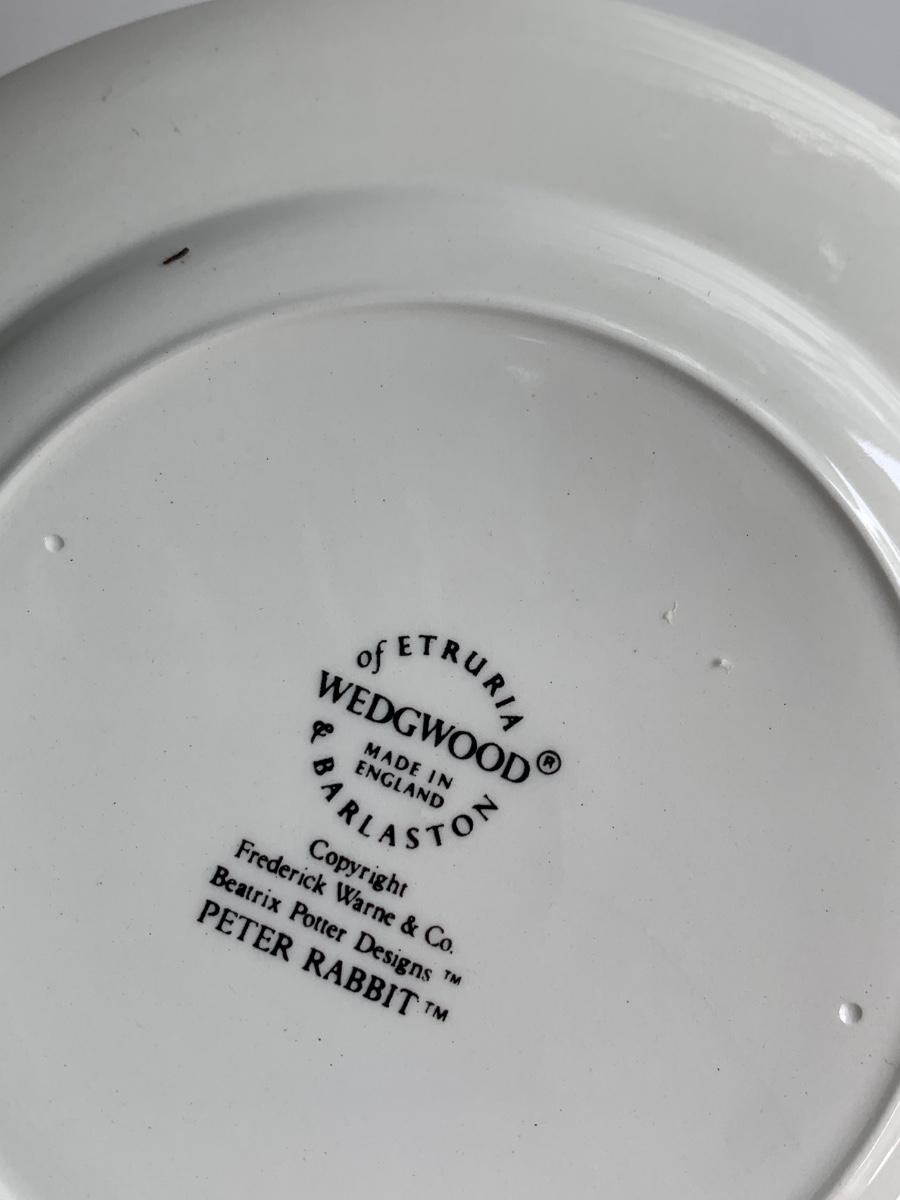 of ETRURIA
WEDGWOOD®
MADE IN
ENGLAND
& BARLASTON
Copyright
Frederick Warne & Co.
Beatrix Potter Designs ™
PETER RABBIT ™